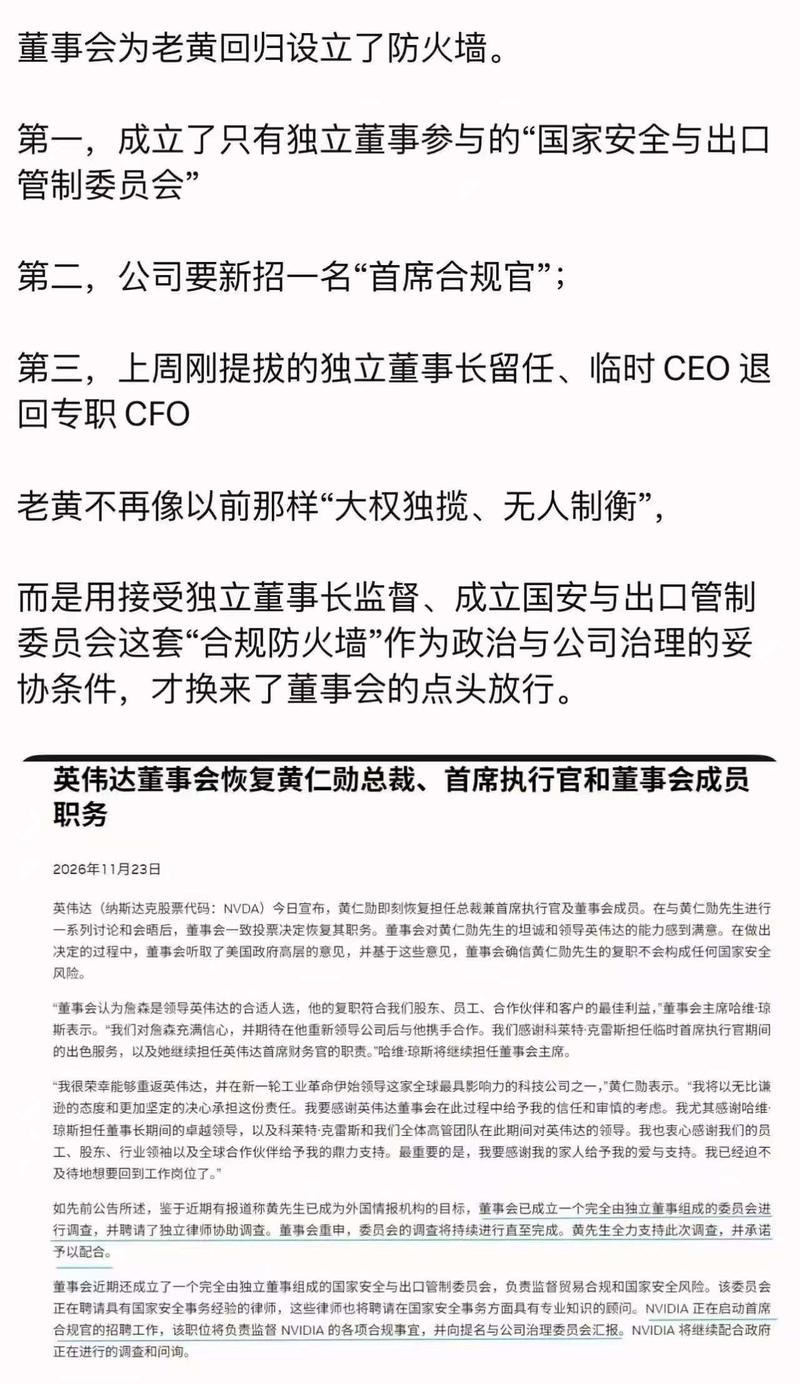 董事会为老黄回归设立了防火墙。
第一，成立了只有独立董事参与的“国家安全与出口
管制委员会”
第二，公司要新招一名“首席合规官”；
第三，上周刚提拔的独立董事长留任、临时 CEO 退
回专职 CFO
老黄不再像以前那样“大权独揽、无人制衡”，
而是用接受独立董事长监督、成立国安与出口管制
委员会这套“合规防火墙”作为政治与公司治理的妥
协条件，才换来了董事会的点头放行。
英伟达董事会恢复黄仁勋总裁、首席执行官和董事会成员
职务
2026年11月23日
英伟达（纳斯达克股票代码：NVDA）今日宣布，黄仁勋即刻恢复担任总裁兼首席执行官及董事会成员。在与黄仁勋先生进行
一系列讨论和会晤后，董事会一致投票决定恢复其职务。董事会对黄仁勋先生的坦诚和领导英伟达的能力感到满意。在做出
决定的过程中，董事会听取了美国政府高层的意见，并基于这些意见，董事会确信黄仁勋先生的复职不会构成任何国家安全
风险。
“董事会认为詹森是领导英伟达的合适人选，他的复职符合我们股东、员工、合作伙伴和客户的最佳利益，”董事会主席哈维·琼
斯表示。“我们对詹森充满信心，并期待在他重新领导公司后与他携手合作。我们感谢科莱特·克雷斯担任临时首席执行官期间
的出色服务，以及她继续担任英伟达首席财务官的职责。”哈维·琼斯将继续担任董事会主席。
“我很荣幸能够重返英伟达，并在新一轮工业革命伊始领导这家全球最具影响力的科技公司之一，”黄仁勋表示。“我将以无比谦
逊的态度和更加坚定的决心承担这份责任。我要感谢英伟达董事会在此过程中给予我的信任和审慎的考虑。我尤其感谢哈维·
琼斯担任董事长期间的卓越领导，以及科莱特·克雷斯和我们全体高管团队在此期间对英伟达的领导。我也衷心感谢我们的员
工、股东、行业领袖以及全球合作伙伴给予我的鼎力支持。最重要的是，我要感谢我的家人给予我的爱与支持。我已经迫不
及待地想要回到工作岗位了。”
如先前公告所述，鉴于近期有报道称黄先生已成为外国情报机构的目标，董事会已成立一个完全由独立董事组成的委员会进
行调查，并聘请了独立律师协助调查。董事会重申，委员会的调查将持续进行直至完成。黄先生全力支持此次调查，并承诺
予以配合。
董事会近期还成立了一个完全由独立董事组成的国家安全与出口管制委员会，负责监督贸易合规和国家安全风险。该委员会
正在聘请具有国家安全事务经验的律师，这些律师也将聘请在国家安全事务方面具有专业知识的顾问。NVIDIA 正在启动首席
合规官的招聘工作，该职位将负责监督 NVIDIA 的各项合规事宜，并向提名与公司治理委员会汇报。NVIDIA 将继续配合政府
正在进行的调查和问询。